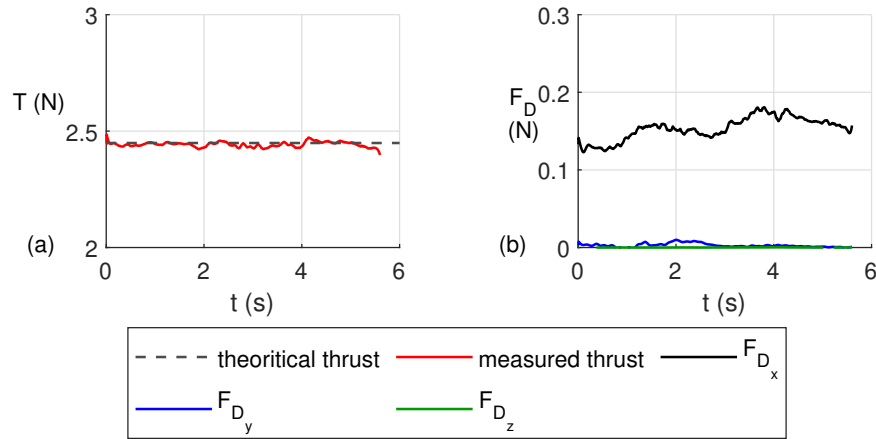 3
2.5
2
T (N)
(a)
0 2 4 6
t (s)
0.3
0.2
0.1
0
F_D
(N)
(b)
0 2 4 6
t (s)
theoritical thrust measured thrust F_D_x
F_D_y F_D_z